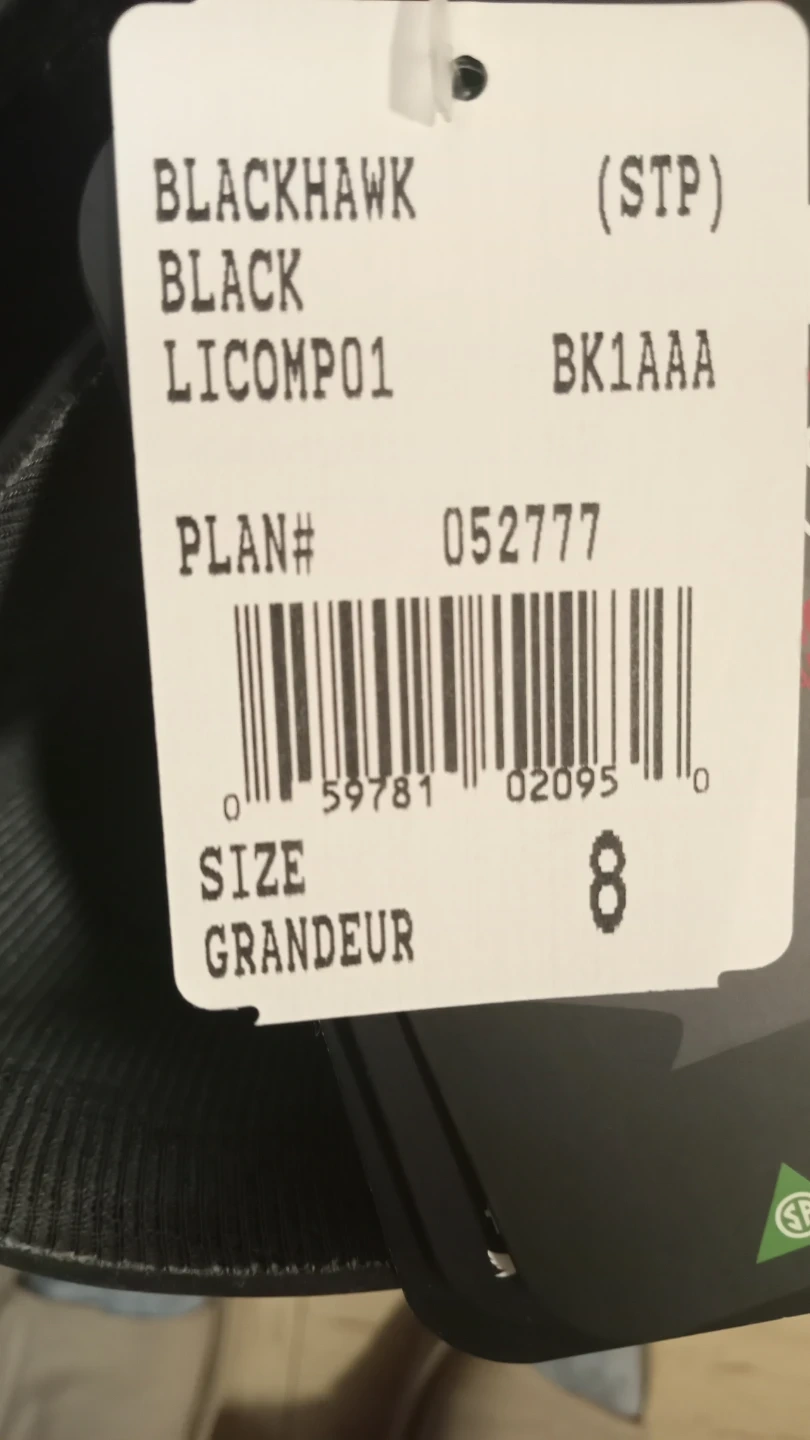 BLACKHAWK (STP)
BLACK
LICOMP01 BK1AAA
PLAN# 052777
0 59781 02095 0
SIZE 8
GRANDEUR